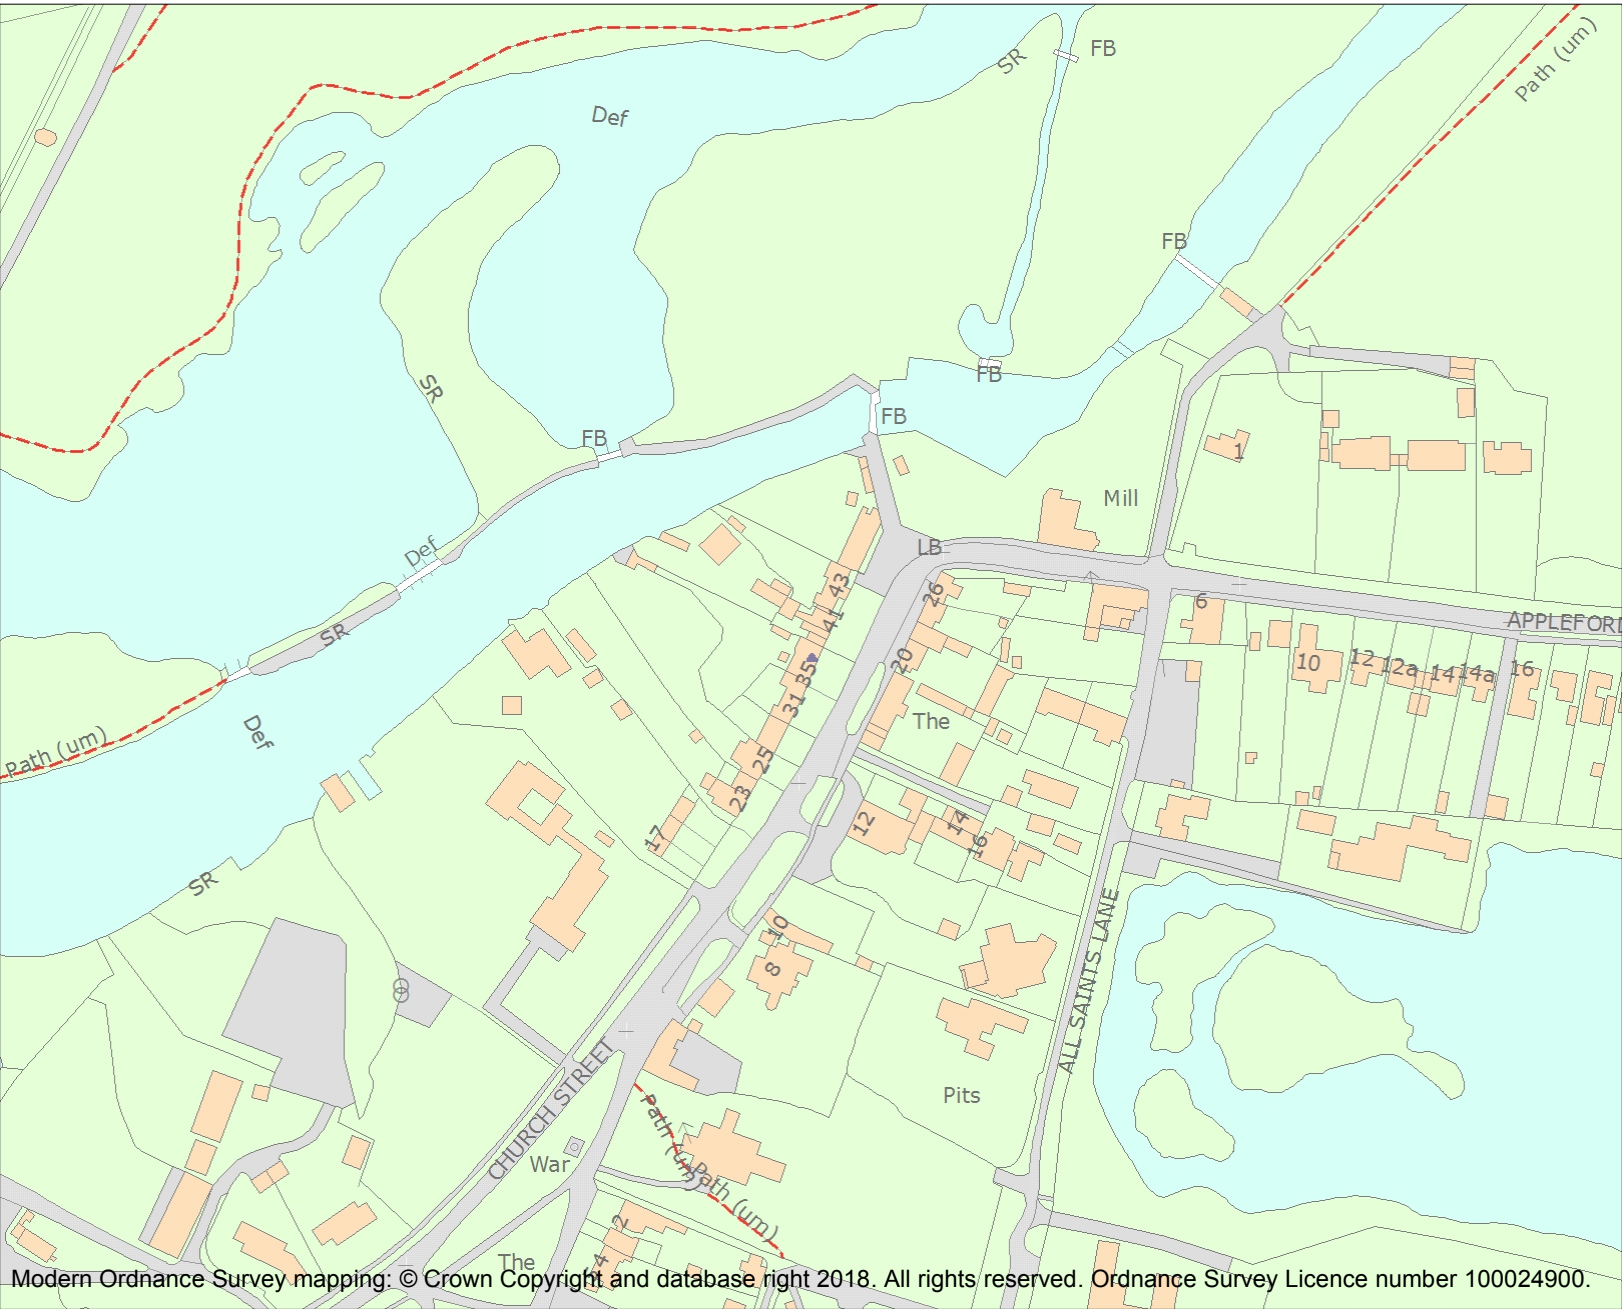 FB
SR
Path (um)
Def
FB
FB
SR
FB
FB
1
Mill
Def
LB
43
26
6
41
APPLEFORD
SR
20
35
10
12
12a
14
14a
16
31
The
Def
Path (um)
25
23
12
14
17
16
SR
10
8
ALL SAINTS LANE
CHURCH STREET
Pits
Path (um)
War
Path (um)
2
The
4
Modern Ordnance Survey mapping: © Crown Copyright and database right 2018. All rights reserved. Ordnance Survey Licence number 100024900.